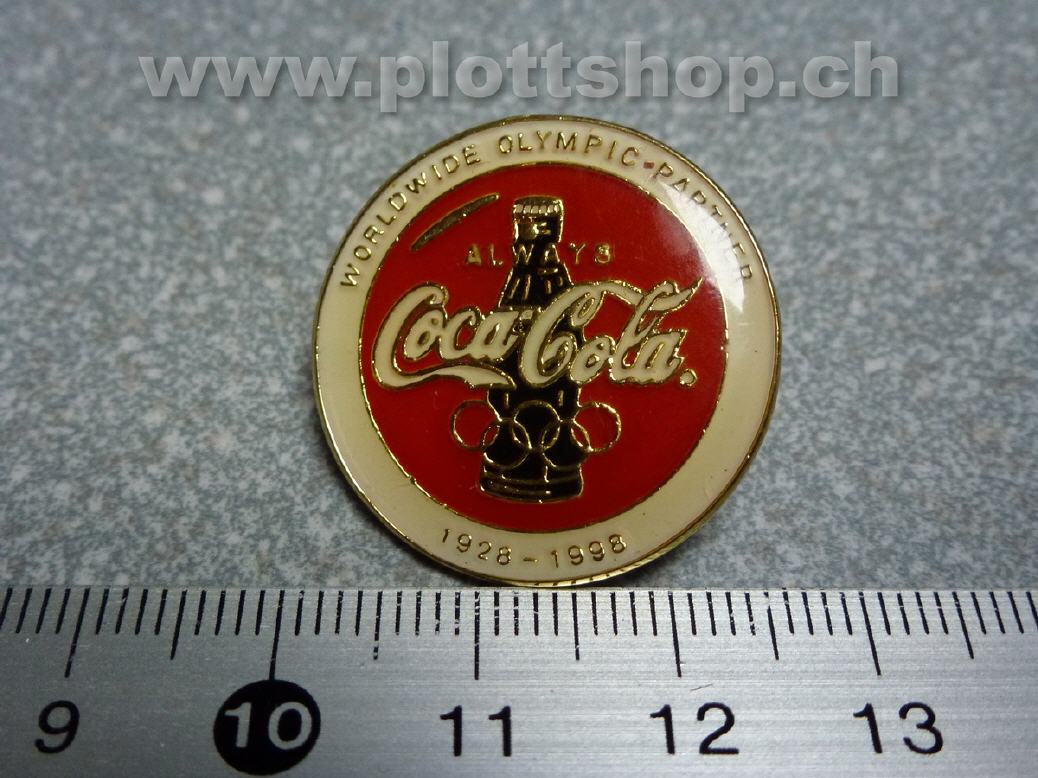 www.plottshop.ch
WORLDWIDE OLYMPIC·PARTNER
ALWAYS
Coca-Cola
1928-1998
9 10 11 12 13